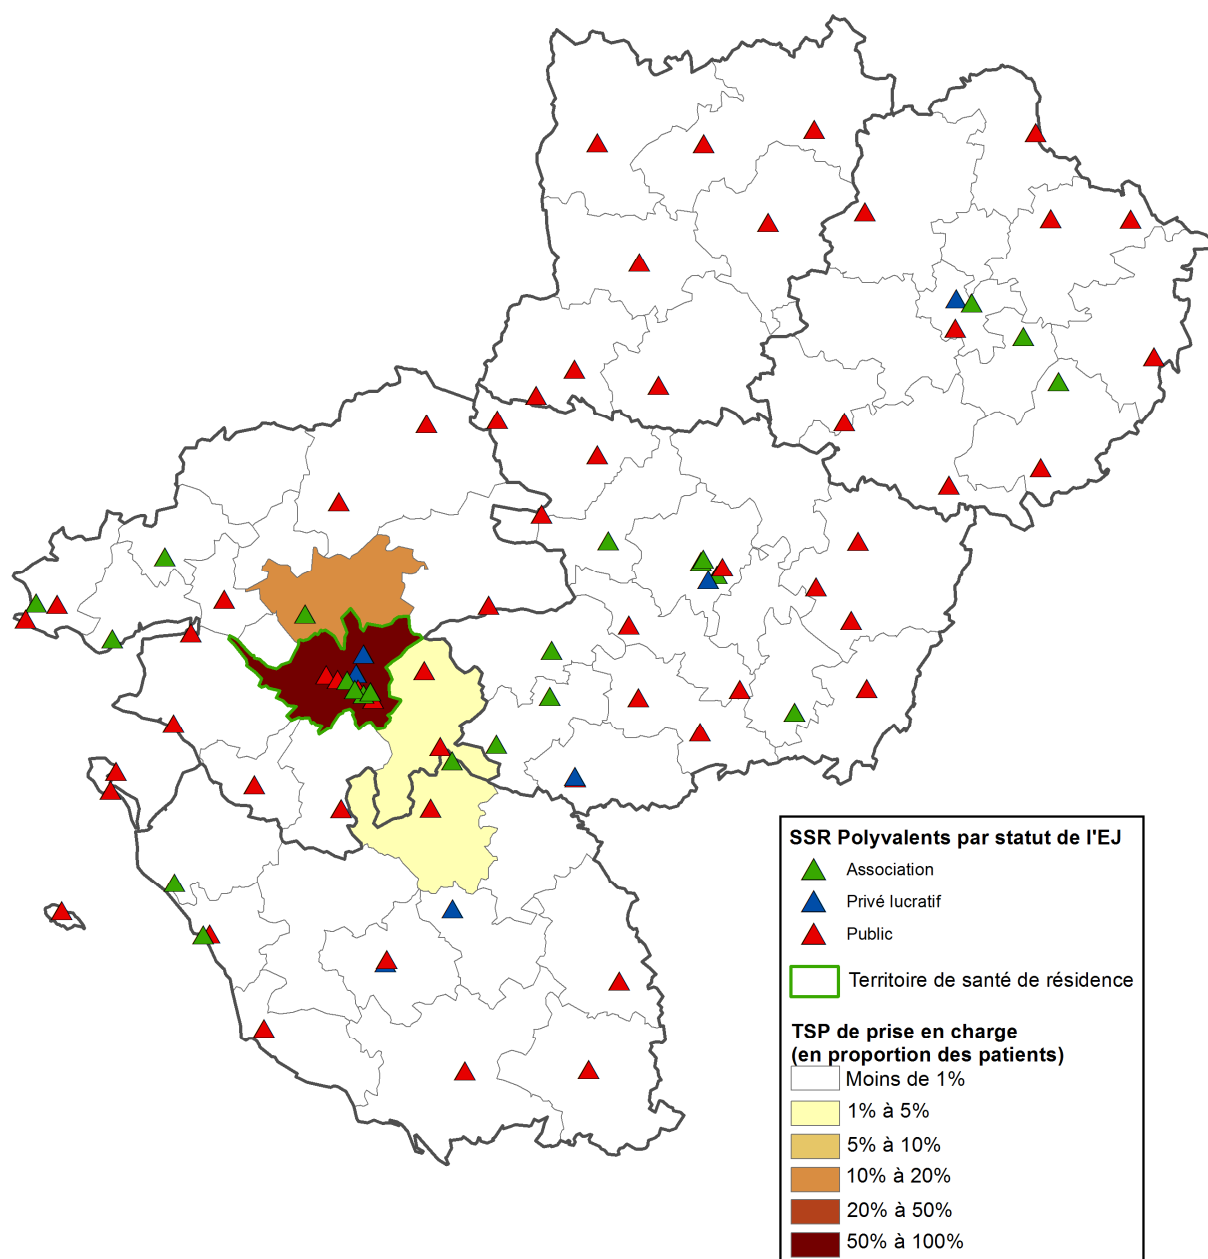 SSR Polyvalents par statut de l'EJ
Association
Privé lucratif
Public
Territoire de santé de résidence
TSP de prise en charge
(en proportion des patients)
Moins de 1%
1% à 5%
5% à 10%
10% à 20%
20% à 50%
50% à 100%